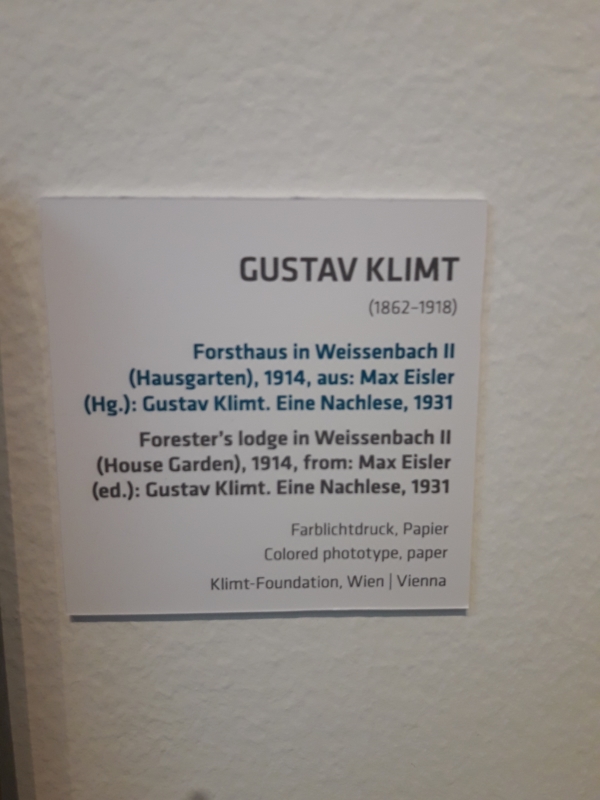 GUSTAV KLIMT
(1862–1918)
Forsthaus in Weissenbach II
(Hausgarten), 1914, aus: Max Eisler
(Hg.): Gustav Klimt. Eine Nachlese, 1931
Forester's lodge in Weissenbach II
(House Garden), 1914, from: Max Eisler
(ed.): Gustav Klimt. Eine Nachlese, 1931
Farblichtdruck, Papier
Colored phototype, paper
Klimt-Foundation, Wien | Vienna